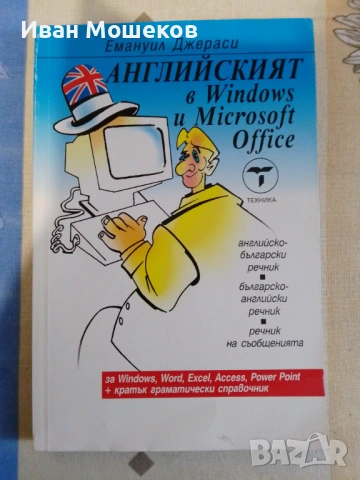 Иван Мошеков
Емануил Джераси
АНГЛИЙСКИЯТ
в Windows
и Microsoft
Office
ТЕХНИКА
английско-
български
речник
българско-
английски
речник
речник
на съобщенията
за Windows, Word, Excel, Access, Power Point
+ кратък граматически справочник
BAZAR